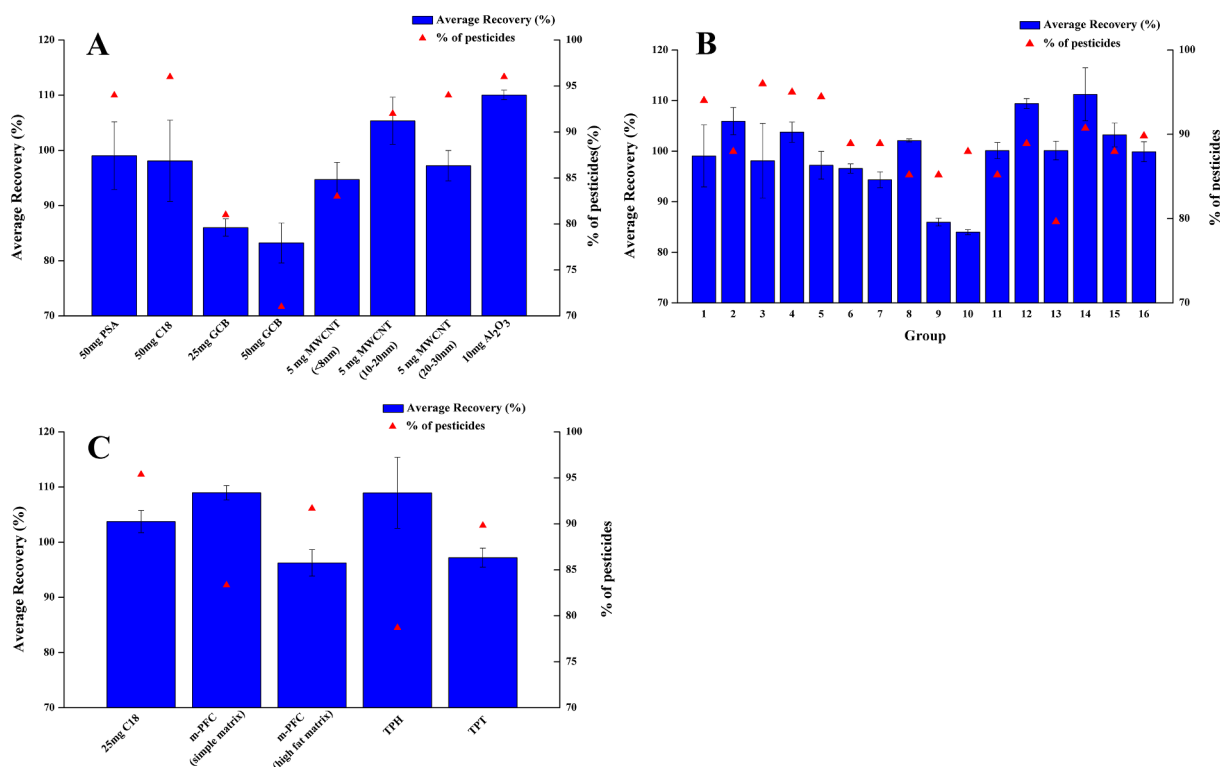 A
Average Recovery (%)
% of pesticides
120
110
100
90
80
70
Average Recovery (%)
100
95
90
85
80
75
70
% of pesticides(%)
50mg PSA
50mg C18
25mg GCB
50mg GCB
5 mg MWCNT
(<8nm)
5 mg MWCNT
(10-20nm)
5 mg MWCNT
(20-30nm)
10mg Al₂O₃
B
Average Recovery (%)
% of pesticides
120
110
100
90
80
70
Average Recovery (%)
100
90
80
70
% of pesticides
1 2 3 4 5 6 7 8 9 10 11 12 13 14 15 16
Group
C
Average Recovery (%)
% of pesticides
120
110
100
90
80
70
Average Recovery (%)
100
95
90
85
80
75
70
% of pesticides
25mg C18
m-PFC
(simple matrix)
m-PFC
(high fat matrix)
TPH
TPT